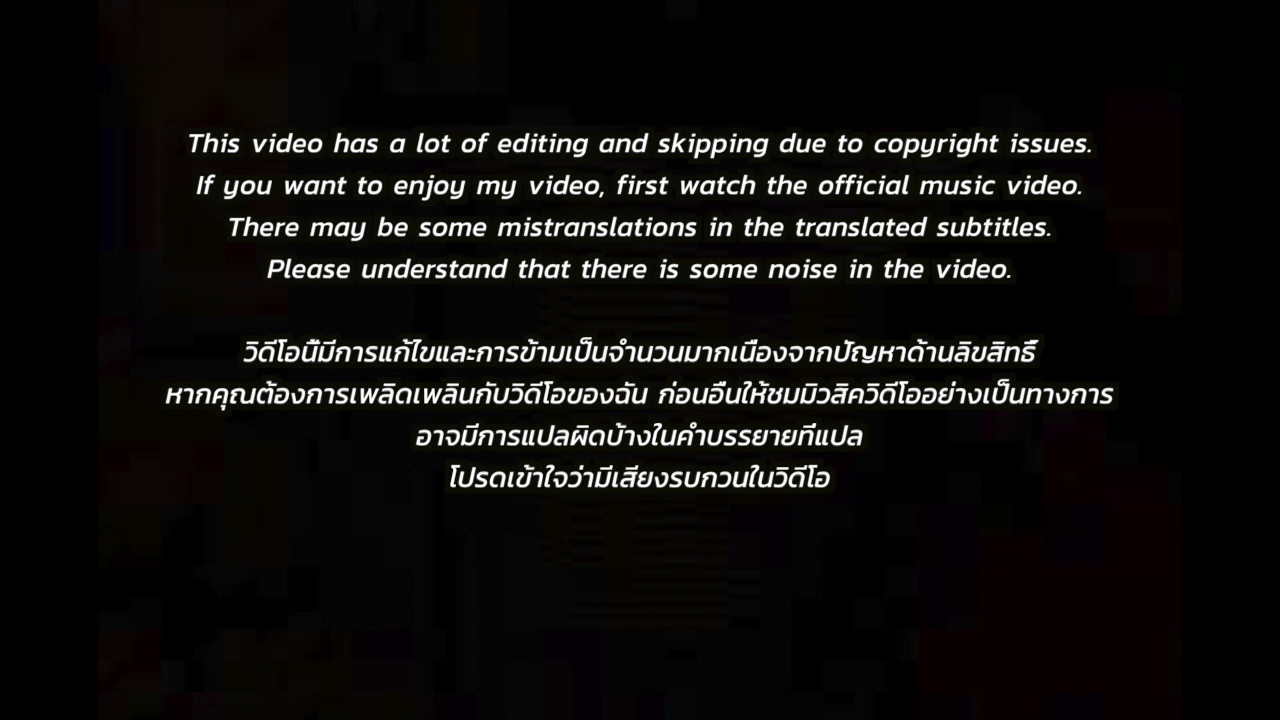 This video has a lot of editing and skipping due to copyright issues.
If you want to enjoy my video, first watch the official music video.
There may be some mistranslations in the translated subtitles.
Please understand that there is some noise in the video.
วิดีโอนี้มีการแก้ไขและการข้ามเป็นจำนวนมากเนื่องจากปัญหาด้านลิขสิทธิ์
หากคุณต้องการเพลิดเพลินกับวิดีโอของฉัน ก่อนอื่นให้ชมมิวสิควิดีโออย่างเป็นทางการ
อาจมีการแปลผิดบ้างในคำบรรยายที่แปล
โปรดเข้าใจว่ามีเสียงรบกวนในวิดีโอ